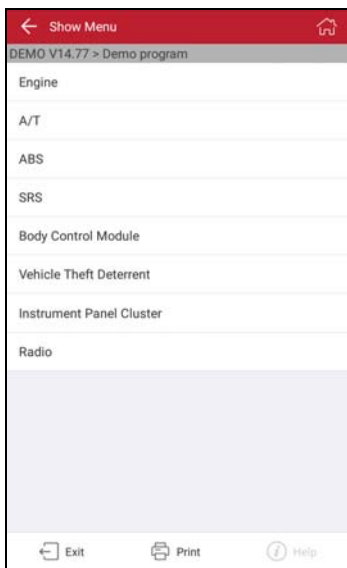 Show Menu
DEMO V14.77 > Demo program
Engine
A/T
ABS
SRS
Body Control Module
Vehicle Theft Deterrent
Instrument Panel Cluster
Radio
Exit Print Help